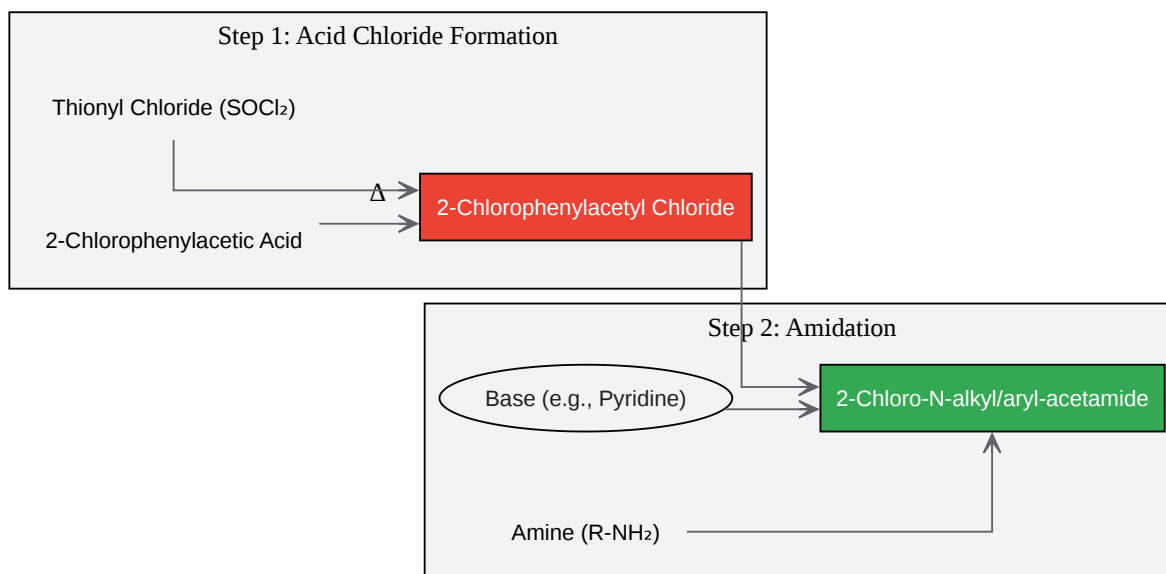 Step 1: Acid Chloride Formation
Thionyl Chloride (SOCl₂)
Δ
2-Chlorophenylacetyl Chloride
2-Chlorophenylacetic Acid
Step 2: Amidation
Base (e.g., Pyridine)
2-Chloro-N-alkyl/aryl-acetamide
Amine (R-NH₂)